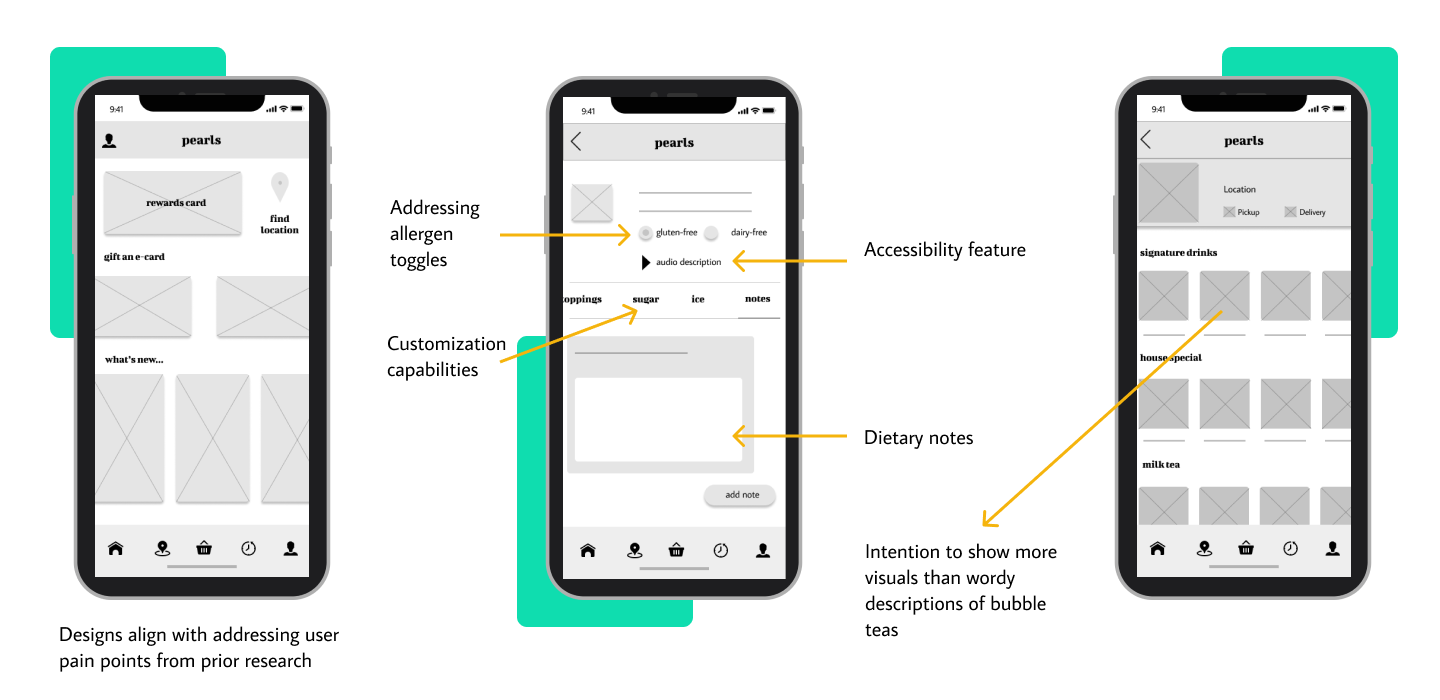 9:41
pearls
rewards card
find
location
gift an e-card
what's new...
Designs align with addressing user
pain points from prior research
Addressing
allergen
toggles
Customization
capabilities
9:41
pearls
gluten-free
dairy-free
audio description
toppings
sugar
ice
notes
add note
Accessibility feature
Dietary notes
Intention to show more
visuals than wordy
descriptions of bubble
teas
9:41
pearls
Location
Pickup
Delivery
signature drinks
house special
milk tea